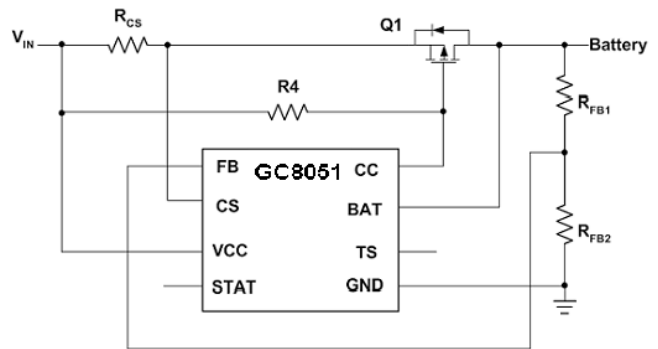 V_IN
R_CS
Q1
Battery
R4
R_FB1
FB
GC8051
CC
CS
BAT
VCC
TS
R_FB2
STAT
GND